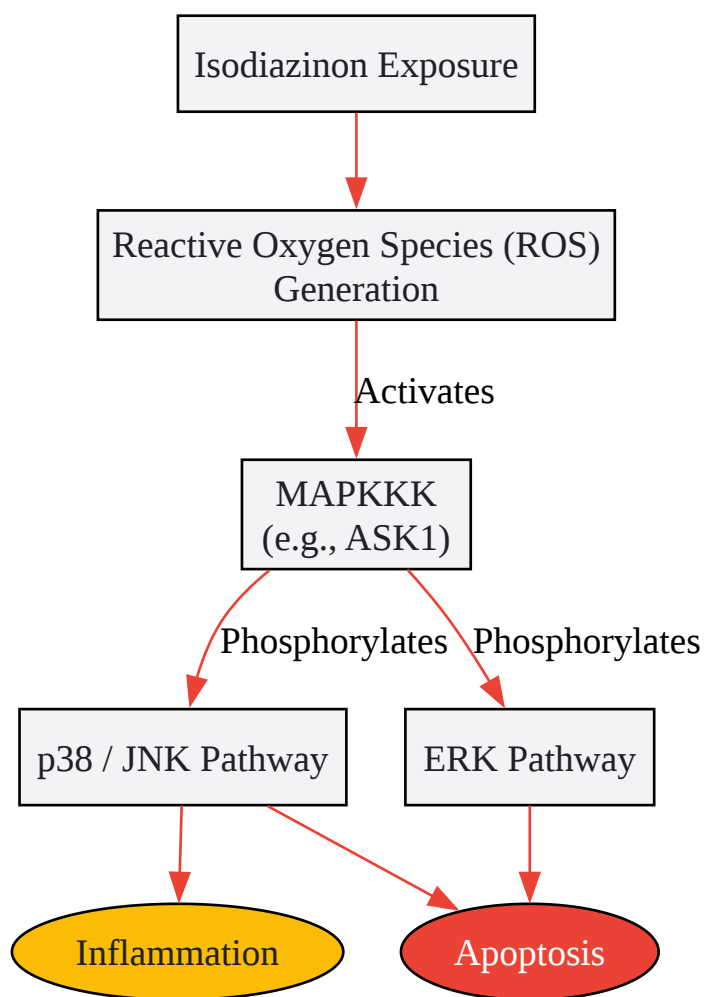 Isodiazinon Exposure
Reactive Oxygen Species (ROS)
Generation
Activates
MAPKKK
(e.g., ASK1)
Phosphorylates
Phosphorylates
p38 / JNK Pathway
ERK Pathway
Inflammation
Apoptosis